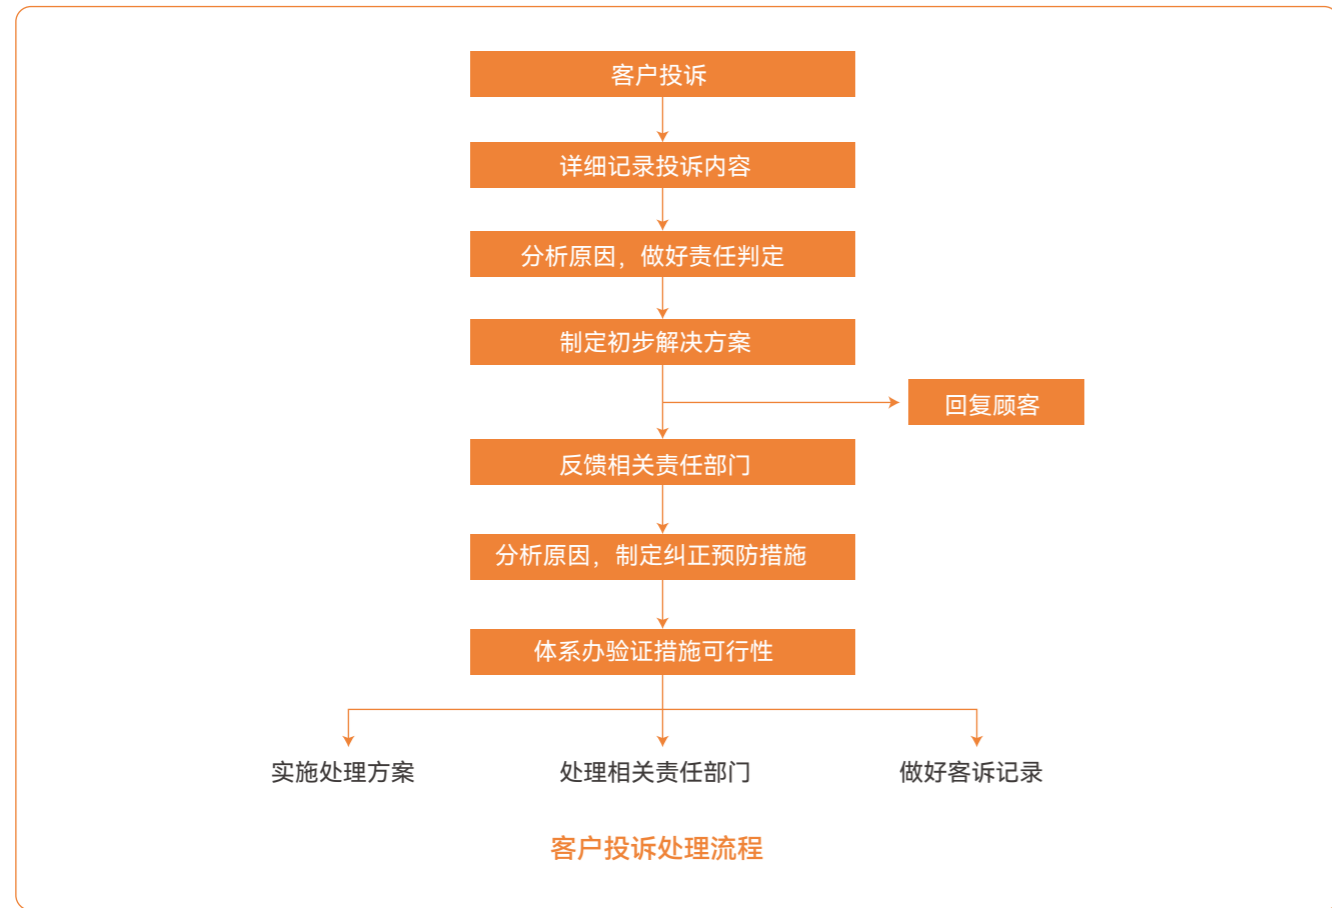 客户投诉
详细记录投诉内容
分析原因，做好责任判定
制定初步解决方案
回复顾客
反馈相关责任部门
分析原因，制定纠正预防措施
体系办验证措施可行性
实施处理方案
处理相关责任部门
做好客诉记录
客户投诉处理流程